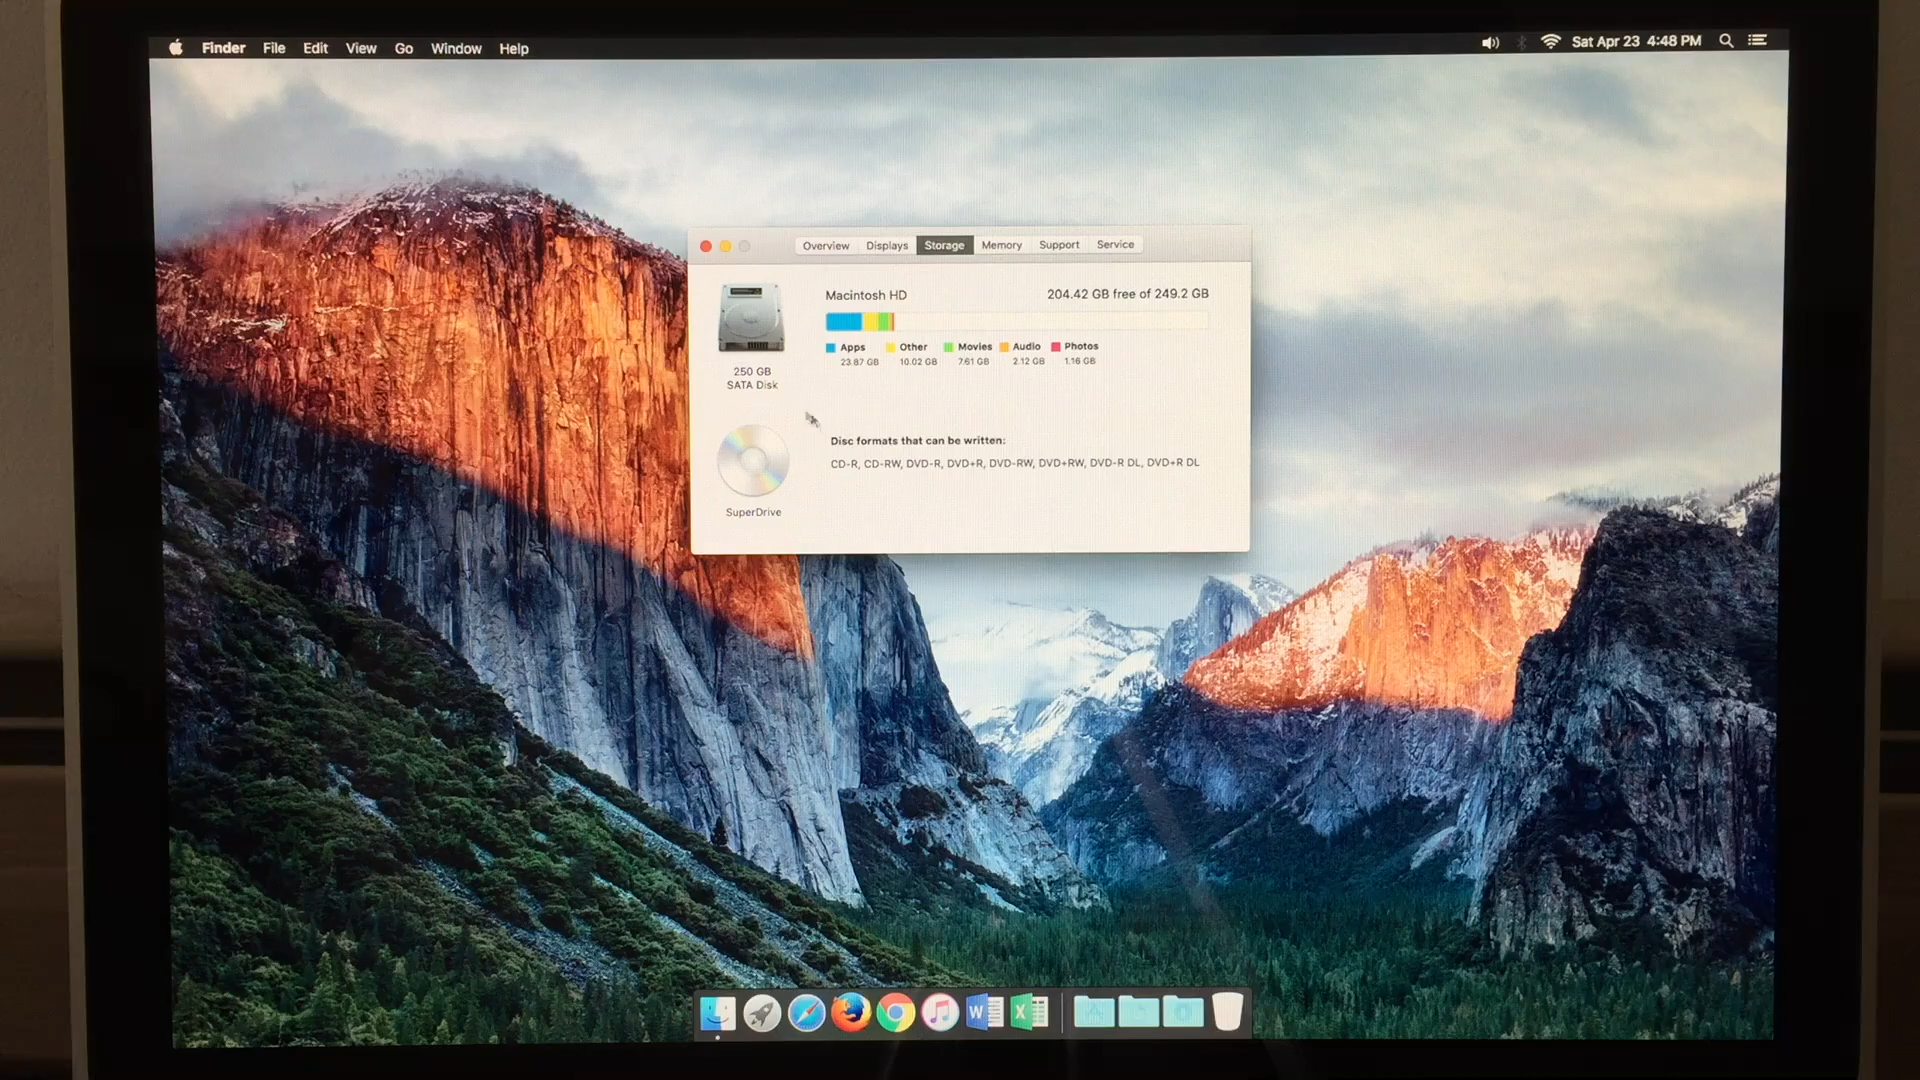 Finder File Edit View Go Window Help
Sat Apr 23 4:48 PM
Overview Displays Storage Memory Support Service
Macintosh HD
204.42 GB free of 249.2 GB
Apps Other Movies Audio Photos
23.87 GB 10.02 GB 7.61 GB 2.12 GB 1.16 GB
250 GB
SATA Disk
Disc formats that can be written:
CD-R, CD-RW, DVD-R, DVD+R, DVD-RW, DVD+RW, DVD-R DL, DVD+R DL
SuperDrive
W X